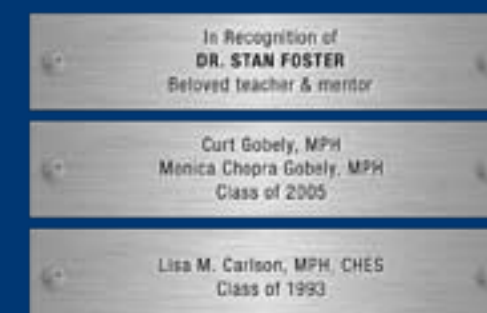 In Recognition of
DR. STAN FOSTER
Beloved teacher & mentor
Curt Gobely, MPH
Monica Chopra Gobely, MPH
Class of 2005
Lisa M. Carlson, MPH, CHES
Class of 1993